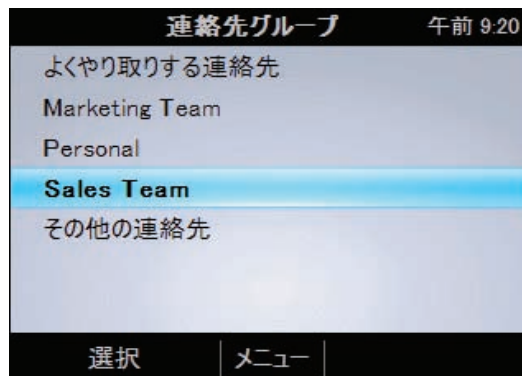 連絡先グループ 午前 9:20
よくやり取りする連絡先
Marketing Team
Personal
Sales Team
その他の連絡先
選択 メニュー